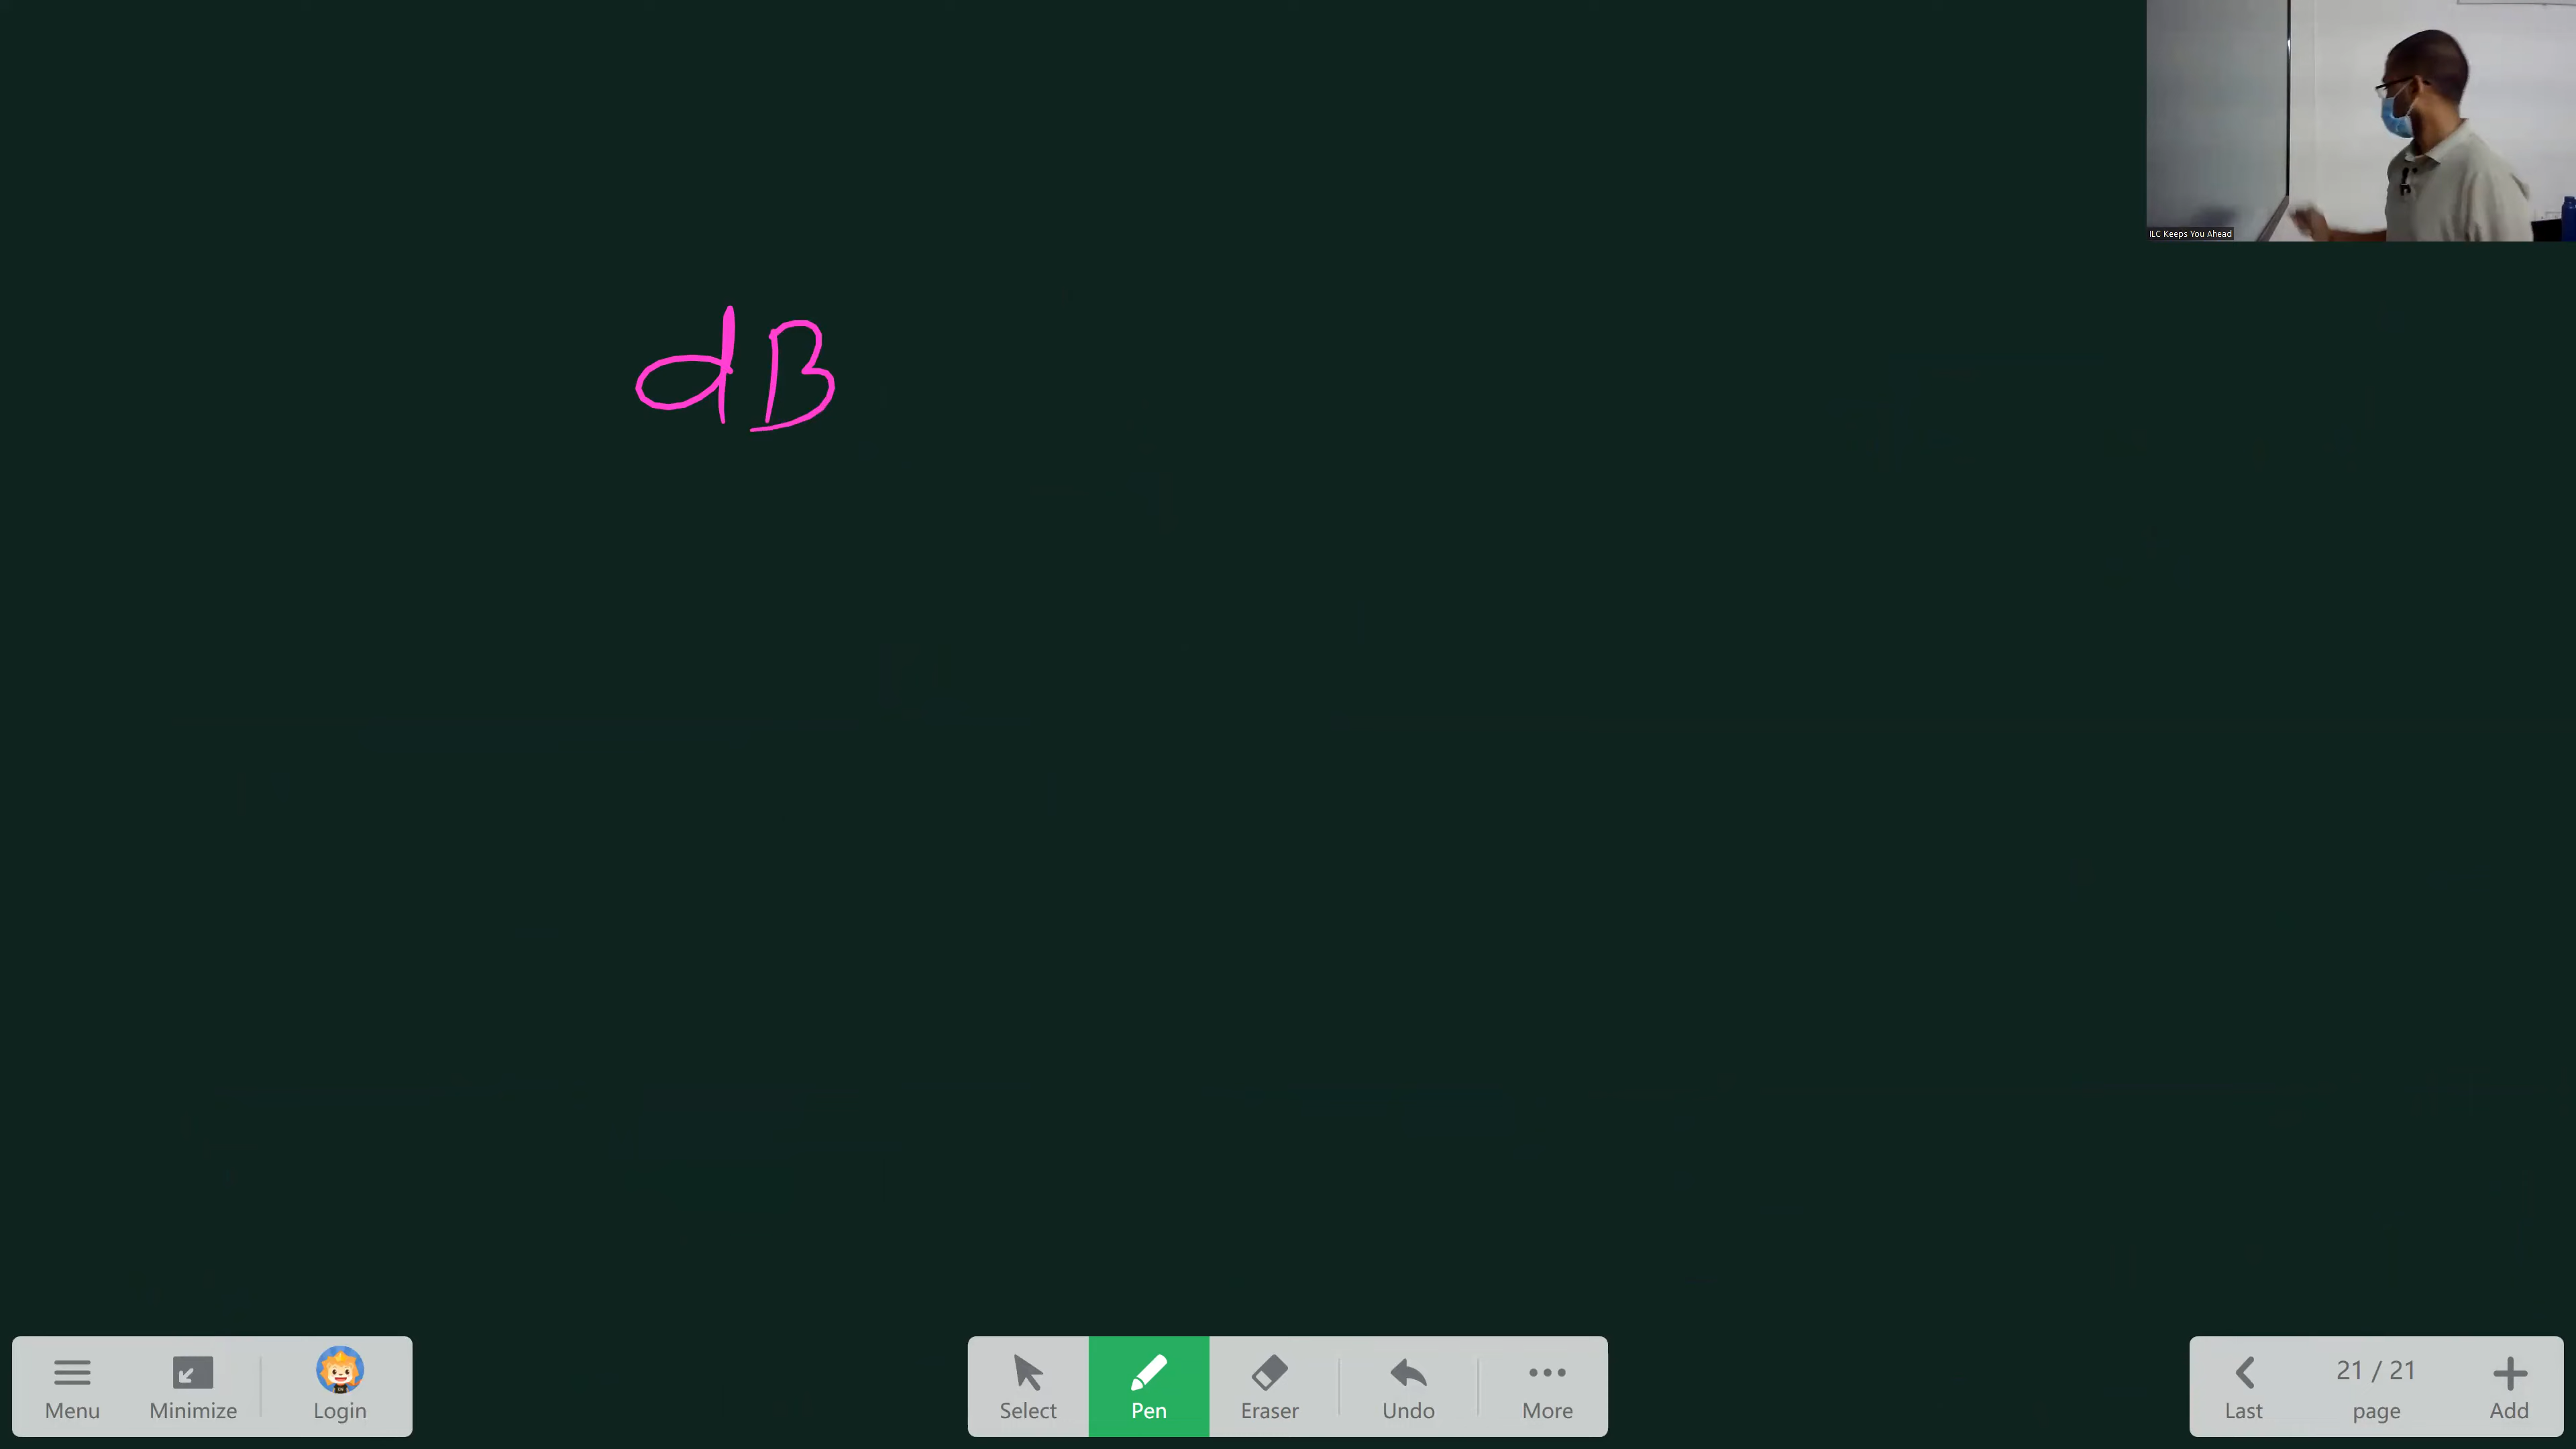 ILC Keeps You Ahead
dB
Menu
Minimize
Login
Select
Pen
Eraser
Undo
More
Last
21 / 21
page
Add